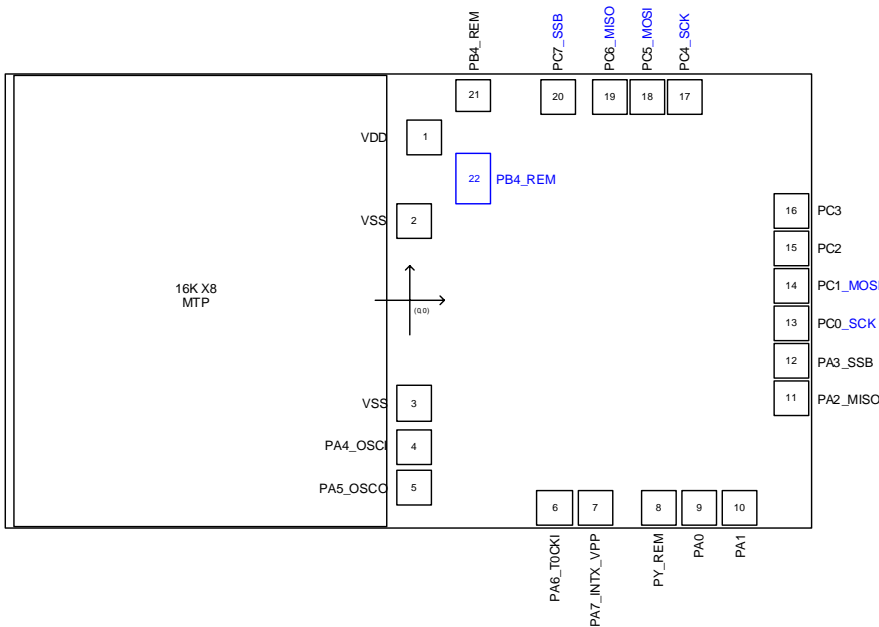 PB4_REM
PC7_SSB
PC6_MISO
PC5_MOSI
PC4_SCK
21
20
19
18
17
VDD
1
22
PB4_REM
VSS
2
16
PC3
15
PC2
16K X8
MTP
14
PC1_MOSI
(0,0)
13
PC0_SCK
12
PA3_SSB
VSS
3
11
PA2_MISO
PA4_OSCI
4
PA5_OSCO
5
6
7
8
9
10
PA6_T0CKI
PA7_INTX_VPP
PY_REM
PA0
PA1